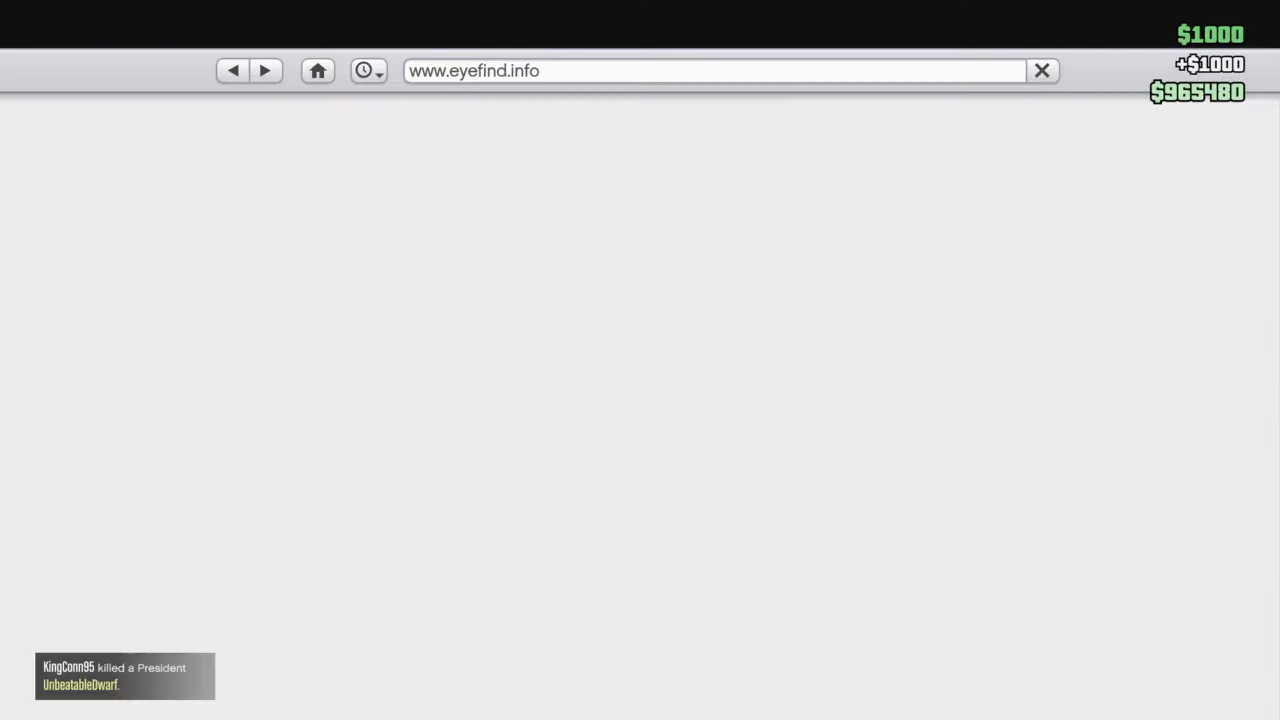 $1000
www.eyefind.info
+$1000
$965480
KingConn95 killed a President
UnbeatableDwarf.